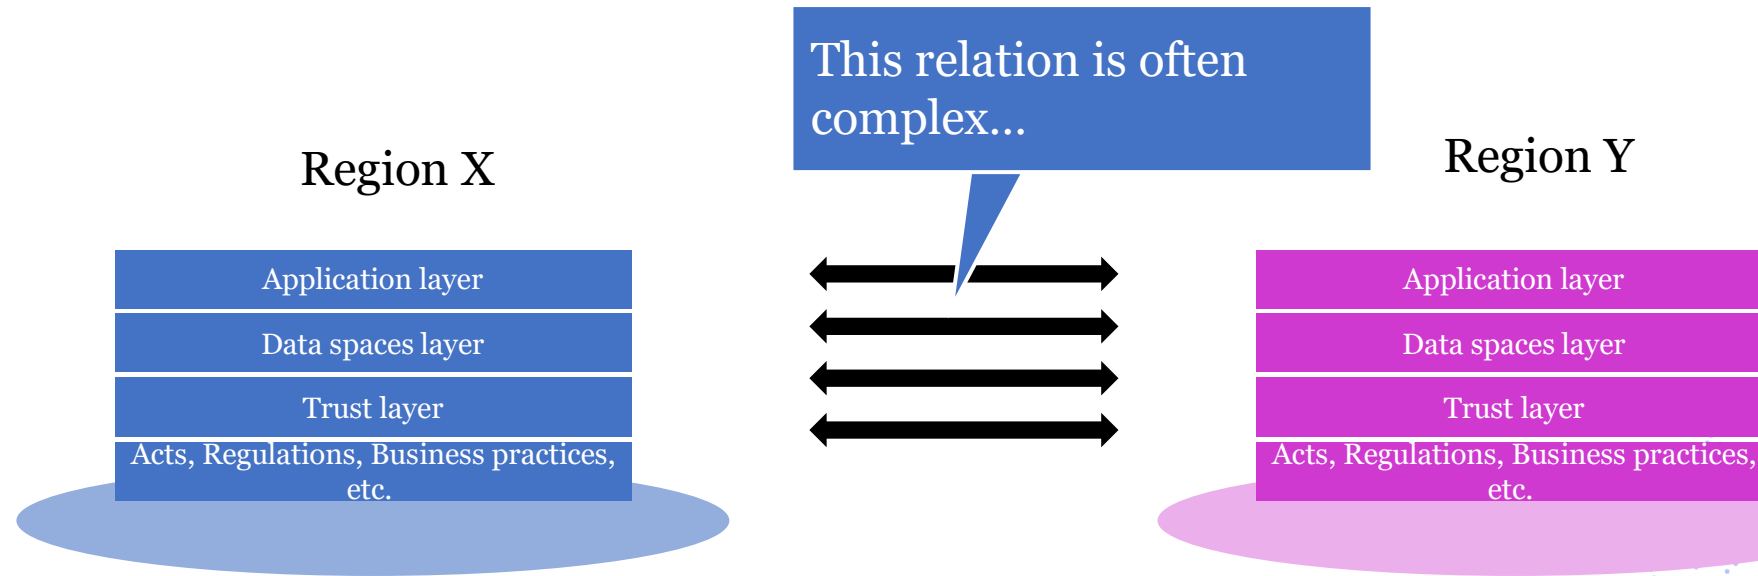 This relation is often
complex...
Region X
Region Y
Application layer
Data spaces layer
Trust layer
Acts, Regulations, Business practices,
etc.
Application layer
Data spaces layer
Trust layer
Acts, Regulations, Business practices,
etc.